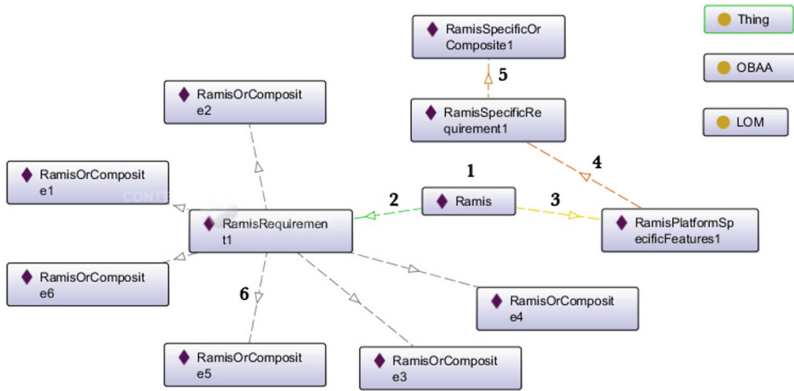 RamisSpecificOr
Composite1
Thing
OBAA
LOM
5
RamisSpecificRe
quirement1
RamisOrComposit
e2
4
RamisOrComposit
e1
1
2
Ramis
3
RamisRequiremen
t1
RamisPlatformSp
ecificFeatures1
RamisOrComposit
e6
6
RamisOrComposit
e4
RamisOrComposit
e5
RamisOrComposit
e3